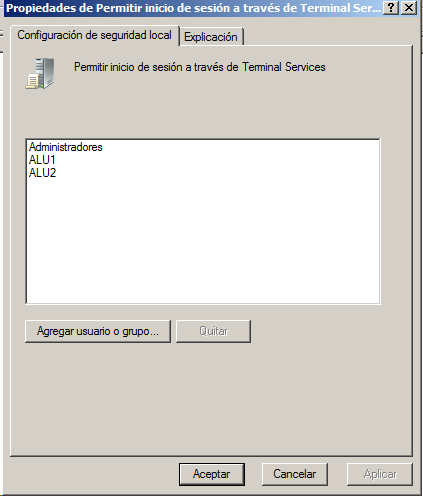 Propiedades de Permitir inicio de sesión a través de Terminal Ser...
Configuración de seguridad local
Explicación
Permitir inicio de sesión a través de Terminal Services
Administradores
ALU1
ALU2
Agregar usuario o grupo...
Quitar
Aceptar
Cancelar
Aplicar